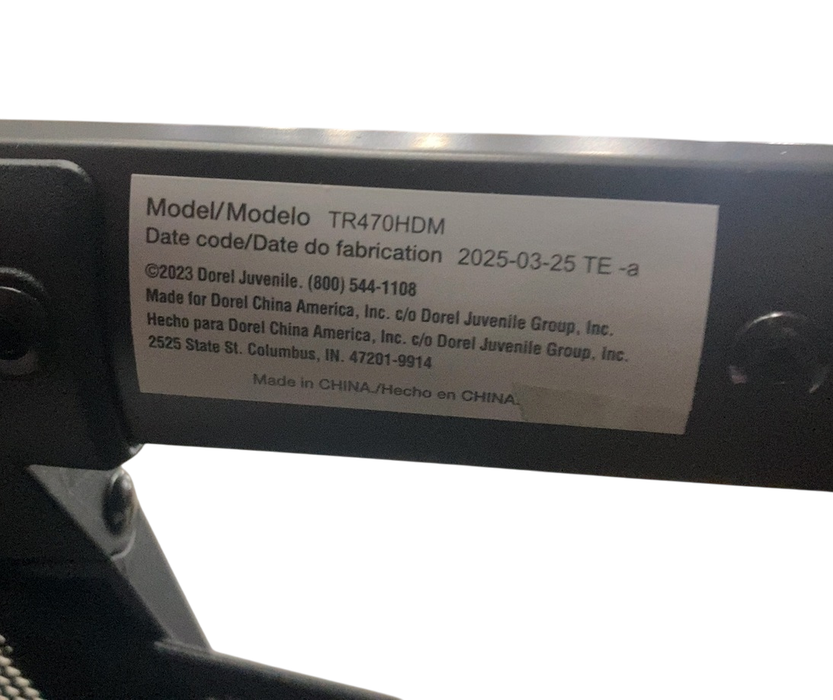 Model/Modelo TR470HDM
Date code/Date do fabrication 2025-03-25 TE -a
©2023 Dorel Juvenile. (800) 544-1108
Made for Dorel China America, Inc. c/o Dorel Juvenile Group, Inc.
Hecho para Dorel China America, Inc. c/o Dorel Juvenile Group, Inc.
2525 State St. Columbus, IN. 47201-9914
Made in CHINA./Hecho en CHINA.